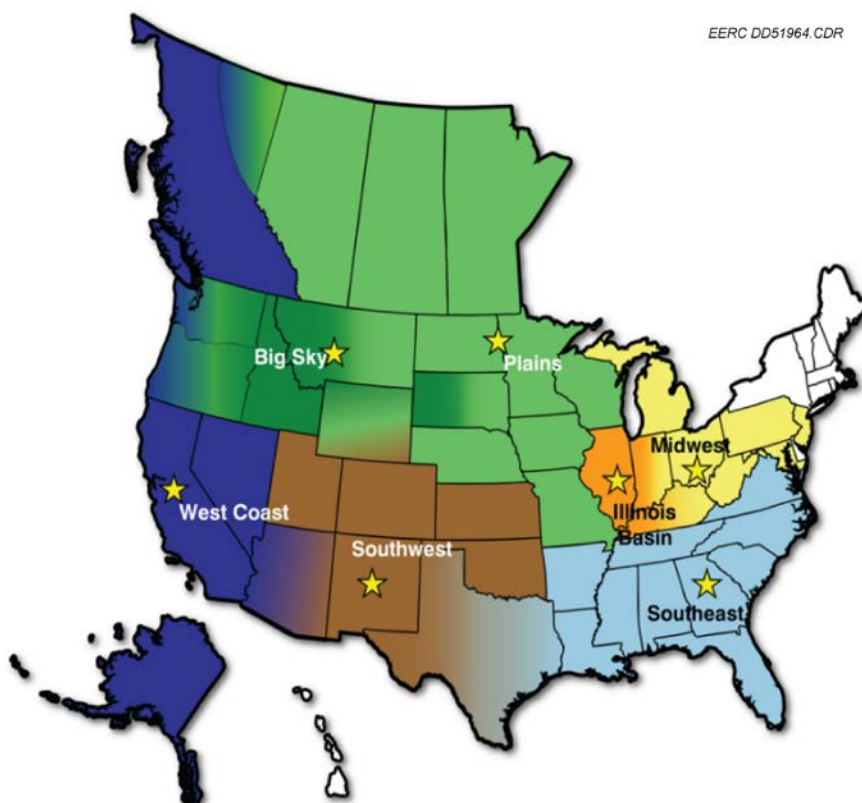 EERC DD51964.CDR
Big Sky
Plains
Midwest
West Coast
Illinois
Basin
Southwest
Southeast